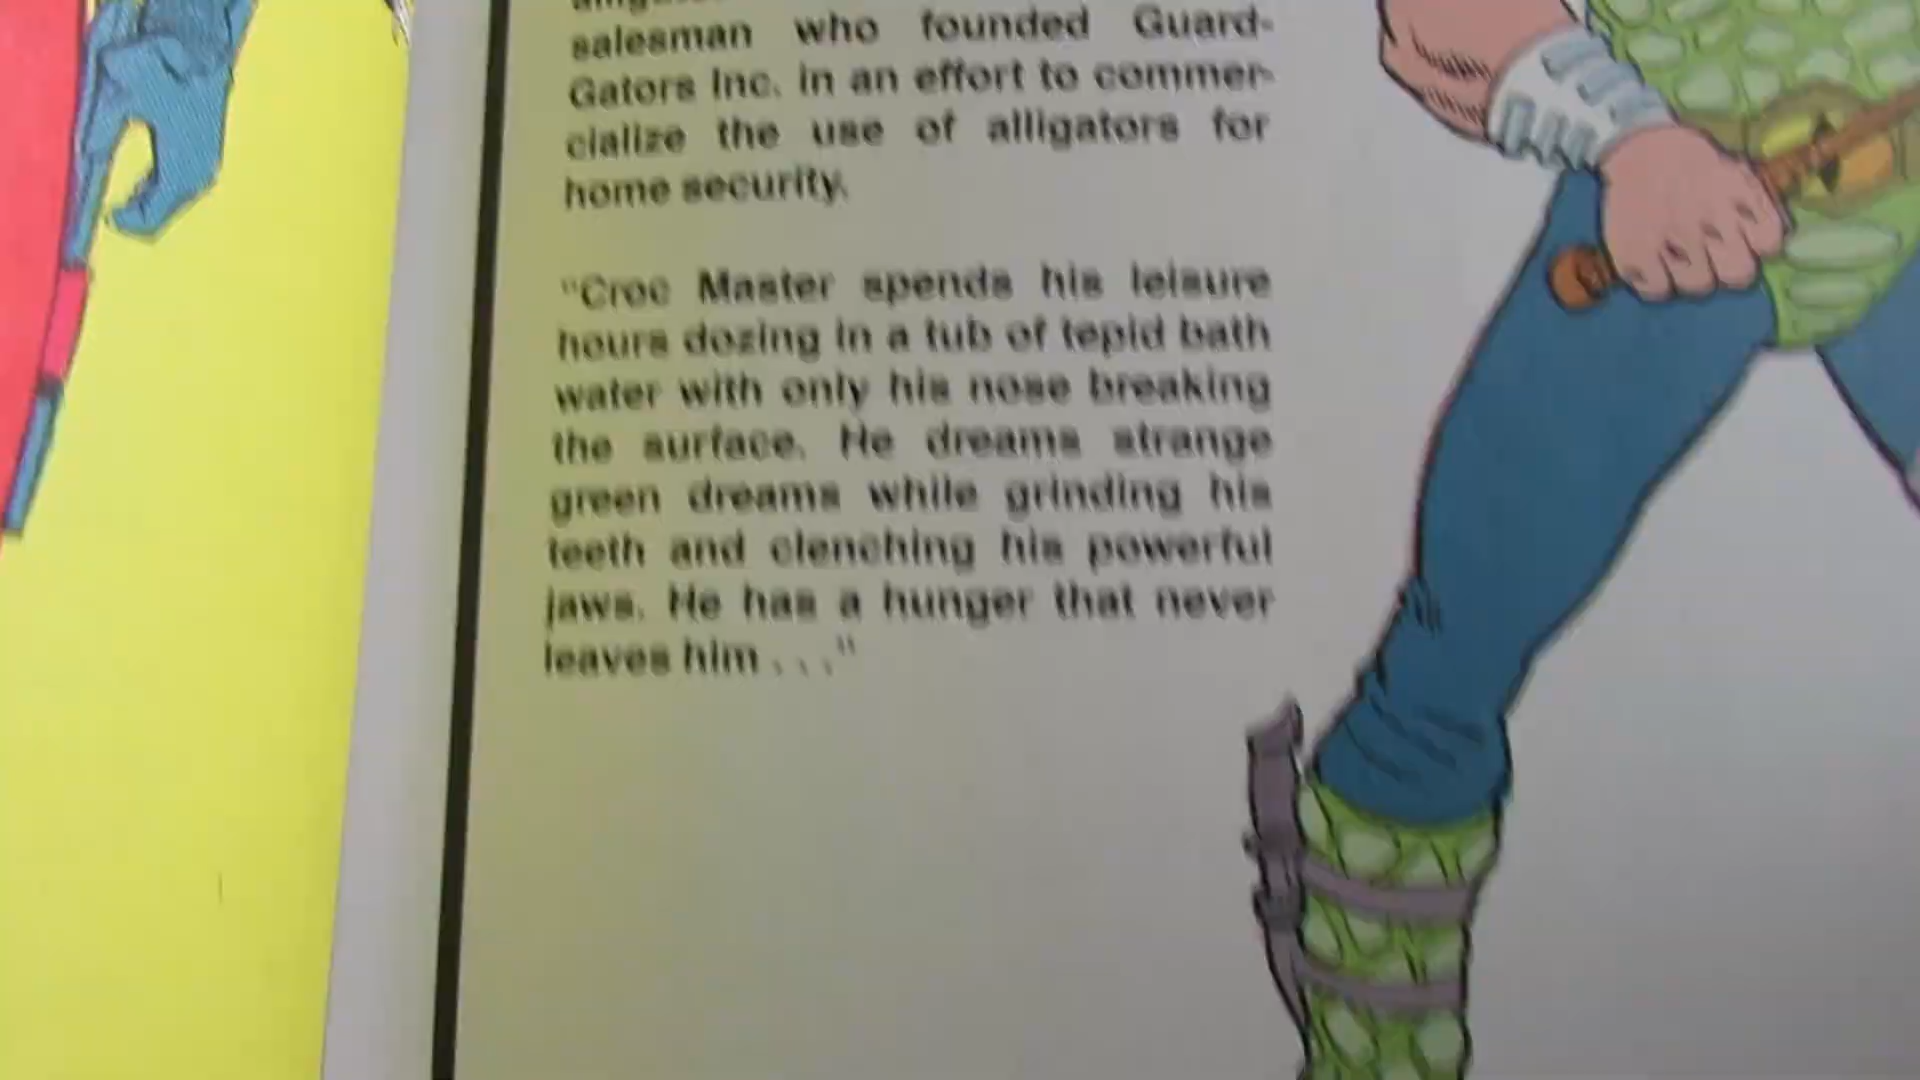 salesman who founded Guard-
Gators Inc. in an effort to commer-
cialize the use of alligators for
home security.
"Croc Master spends his leisure
hours dozing in a tub of tepid bath
water with only his nose breaking
the surface. He dreams strange
green dreams while grinding his
teeth and clenching his powerful
jaws. He has a hunger that never
leaves him . . ."